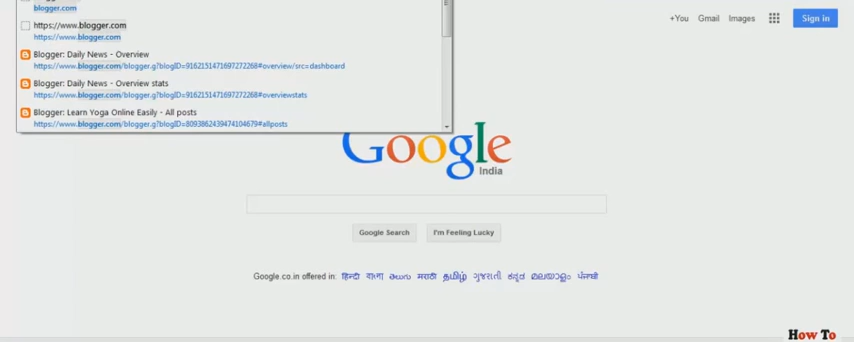 blogger.com
https://www.blogger.com
https://www.blogger.com
Blogger: Daily News - Overview
https://www.blogger.com/blogger.g?blogID=9162151471697272268#overview/src=dashboard
Blogger: Daily News - Overview stats
https://www.blogger.com/blogger.g?blogID=9162151471697272268#overviewstats
Blogger: Learn Yoga Online Easily - All posts
https://www.blogger.com/blogger.g?blogID=8093862439474104679#allposts
+You Gmail Images Sign in
Google
India
Google Search I'm Feeling Lucky
Google.co.in offered in: हिन्दी বাংলা తెలుగు मराठी தமிழ் ગુજરાતી ಕನ್ನಡ മലയാളം ਪੰਜਾਬੀ
How To